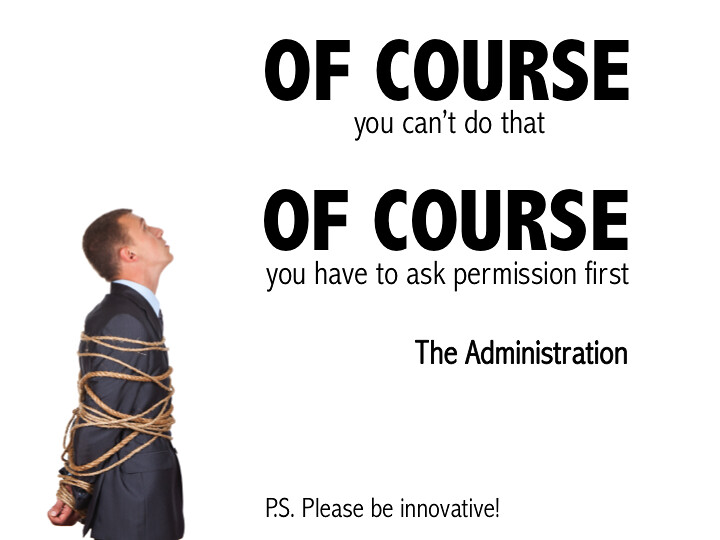 OF COURSE
you can't do that
OF COURSE
you have to ask permission first
The Administration
P.S. Please be innovative!